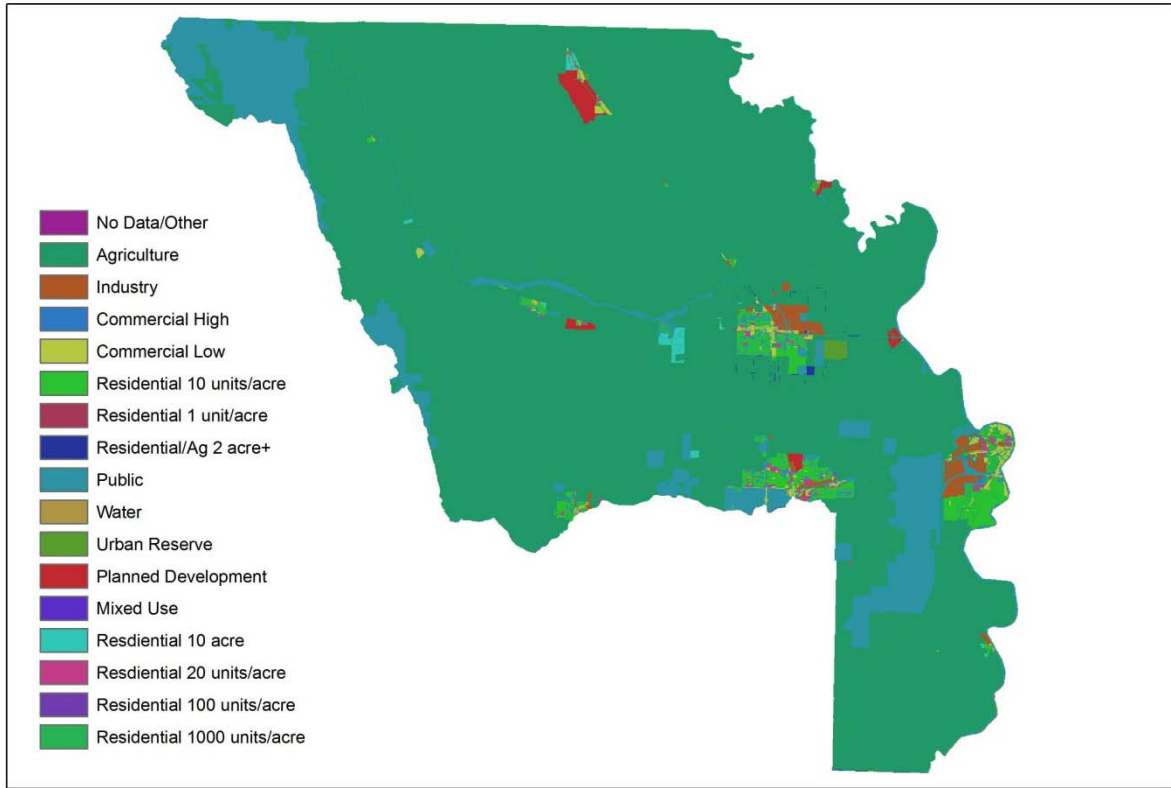 No Data/Other
Agriculture
Industry
Commercial High
Commercial Low
Residential 10 units/acre
Residential 1 unit/acre
Residential/Ag 2 acre+
Public
Water
Urban Reserve
Planned Development
Mixed Use
Resdiential 10 acre
Resdiential 20 units/acre
Residential 100 units/acre
Residential 1000 units/acre